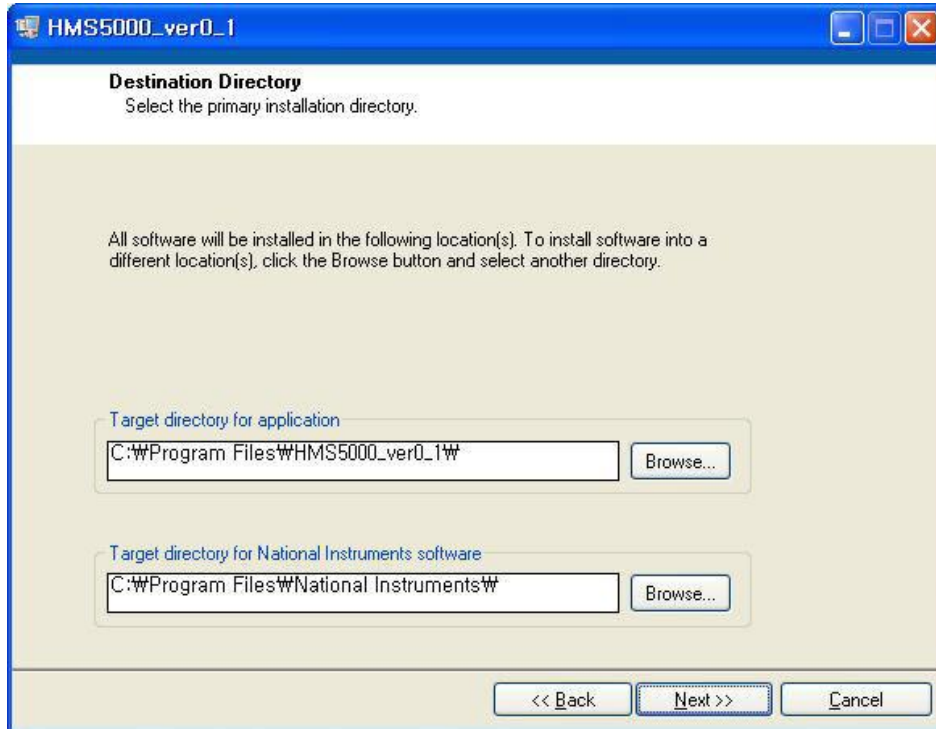 HMS5000_ver0_1
Destination Directory
Select the primary installation directory.
All software will be installed in the following location(s). To install software into a
different location(s), click the Browse button and select another directory.
Target directory for application
C:₩Program Files₩HMS5000_ver0_1₩
Browse...
Target directory for National Instruments software
C:₩Program Files₩National Instruments₩
Browse...
<< Back
Next >>
Cancel